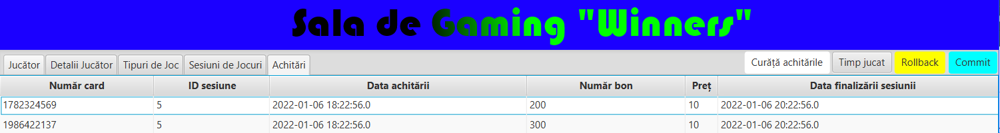 Sala de Gaming "Winners"
Jucător Detalii Jucător Tipuri de Joc Sesiuni de Jocuri Achitări Curăță achitările Timp jucat Rollback Commit
Număr card ID sesiune Data achitării Număr bon Preț Data finalizării sesiunii
1782324569 5 2022-01-06 18:22:56.0 200 10 2022-01-06 20:22:56.0
1986422137 5 2022-01-06 18:22:56.0 300 10 2022-01-06 20:22:56.0